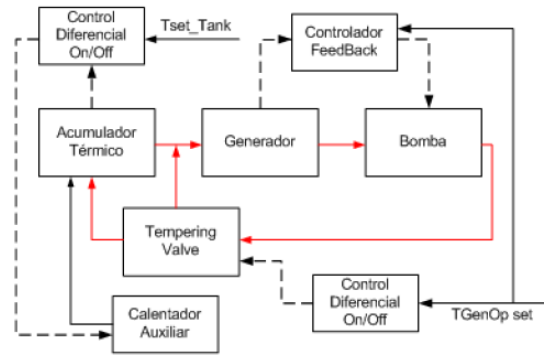 Control
Diferencial
On/Off
Tset_Tank
Controlador
FeedBack
Acumulador
Térmico
Generador
Bomba
Tempering
Valve
Control
Diferencial
On/Off
TGenOp set
Calentador
Auxiliar